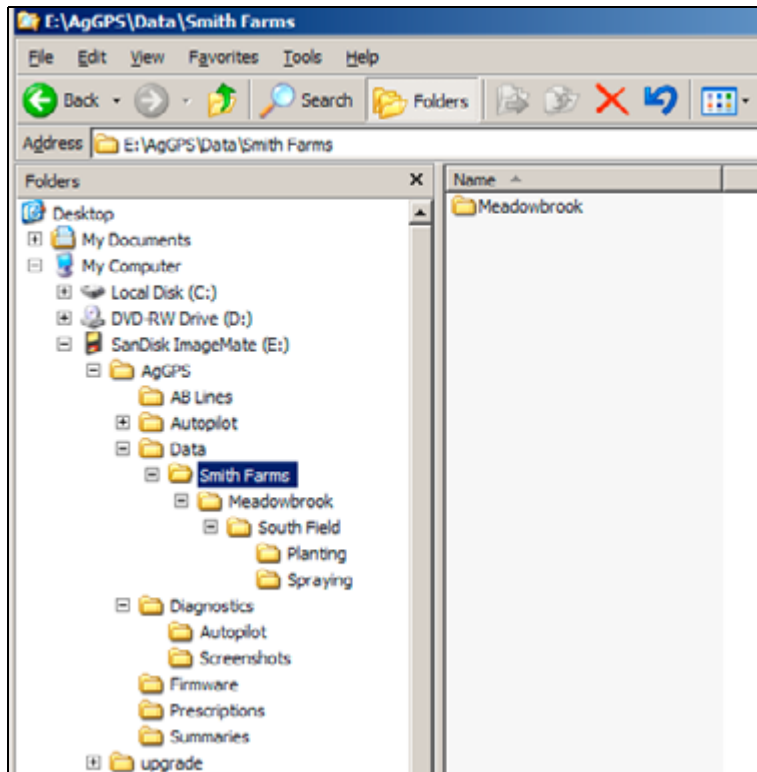 E:\AgGPS\Data\Smith Farms
File Edit View Favorites Tools Help
Back Search Folders
Address E:\AgGPS\Data\Smith Farms
Folders
Desktop
My Documents
My Computer
Local Disk (C:)
DVD-RW Drive (D:)
SanDisk ImageMate (E:)
AgGPS
AB Lines
Autopilot
Data
Smith Farms
Meadowbrook
South Field
Planting
Spraying
Diagnostics
Autopilot
Screenshots
Firmware
Prescriptions
Summaries
upgrade
Name
Meadowbrook